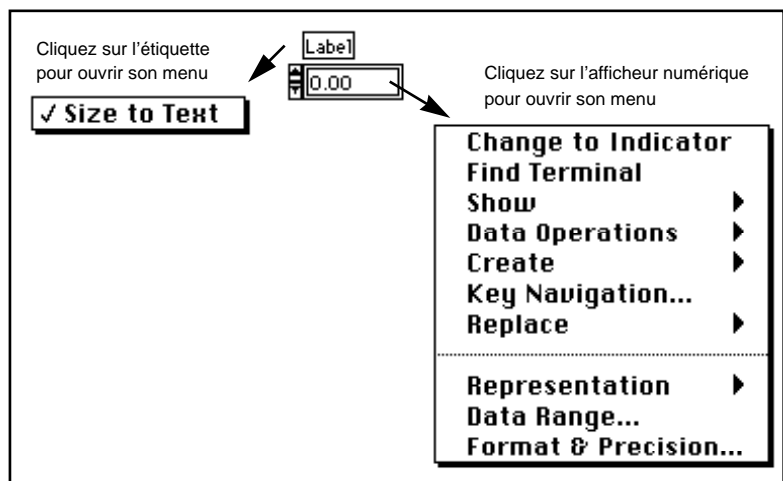 Cliquez sur l’étiquette
pour ouvrir son menu
Label
0.00
✓ Size to Text
Cliquez sur l’afficheur numérique
pour ouvrir son menu
Change to Indicator
Find Terminal
Show
Data Operations
Create
Key Navigation...
Replace
Representation
Data Range...
Format & Precision...